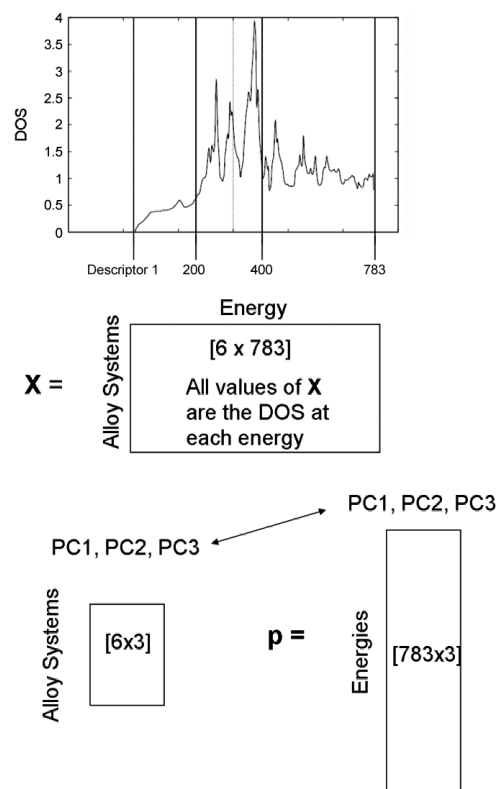 4
3.5
3
2.5
2
1.5
1
0.5
0
DOS
Descriptor 1 200 400 783
Energy
Alloy Systems
X =
[6 x 783]
All values of X
are the DOS at
each energy
PC1, PC2, PC3
PC1, PC2, PC3
Alloy Systems
[6x3]
p =
Energies
[783x3]